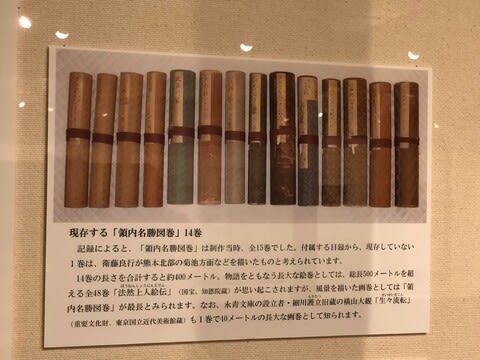 現存する「領内名勝図巻」14巻
記録によると、「領内名勝図巻」は制作当時、全15巻でした。付属する目録から、現存していない
1巻は、衛藤良行が熊本北部の菊池方面などを描いたものと考えられています。
14巻の長さを合計すると約400メートル。物語をともなう長大な絵巻としては、総長500メートルを超
ほうねんしょうにんえでん
える全48巻「法然上人絵伝」(国宝、知恩院蔵)が思い起こされますが、風景を描いた画巻としては「領
内名勝図巻」が最長とみられます。なお、永青文庫の設立者・細川護立旧蔵の横山大観「生々流転」
(重要文化財、東京国立近代美術館蔵)も1巻で40メートルの長大な画巻として知られます。